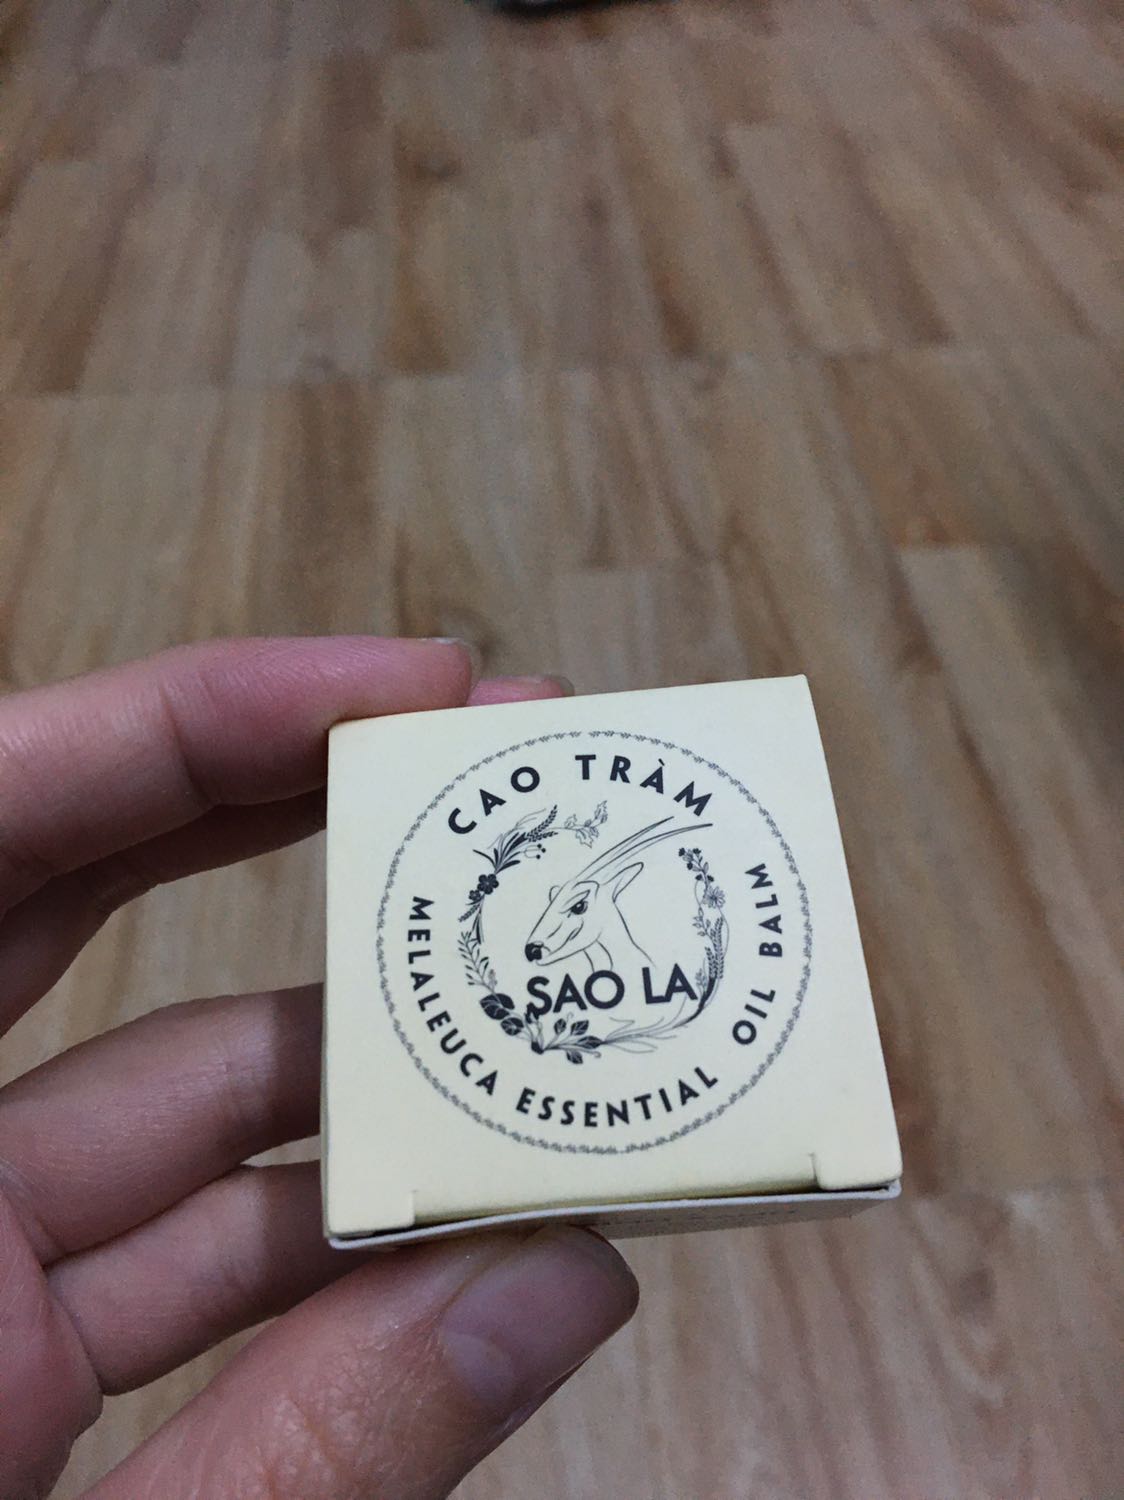 CAO TRÀM
SAO LA
MELALEUCA ESSENTIAL OIL BALM